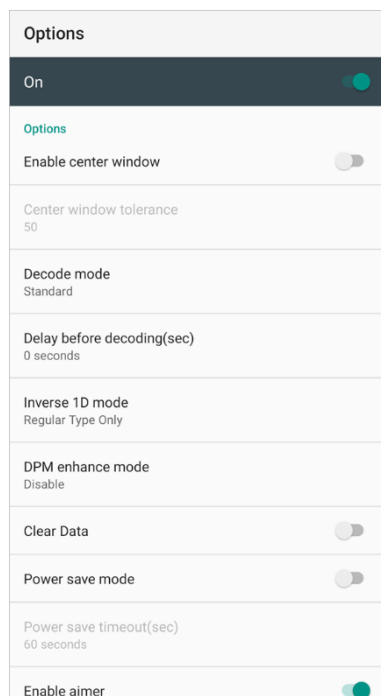 Options
On
Options
Enable center window
Center window tolerance
50
Decode mode
Standard
Delay before decoding(sec)
0 seconds
Inverse 1D mode
Regular Type Only
DPM enhance mode
Disable
Clear Data
Power save mode
Power save timeout(sec)
60 seconds
Enable aimer